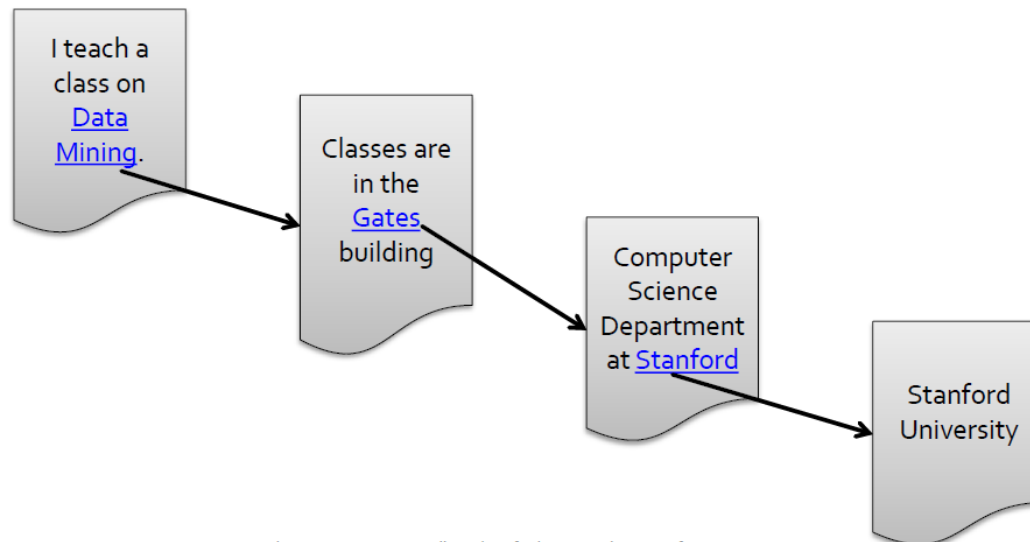 I teach a
class on
Data
Mining.
Classes are
in the
Gates
building
Computer
Science
Department
at Stanford
Stanford
University